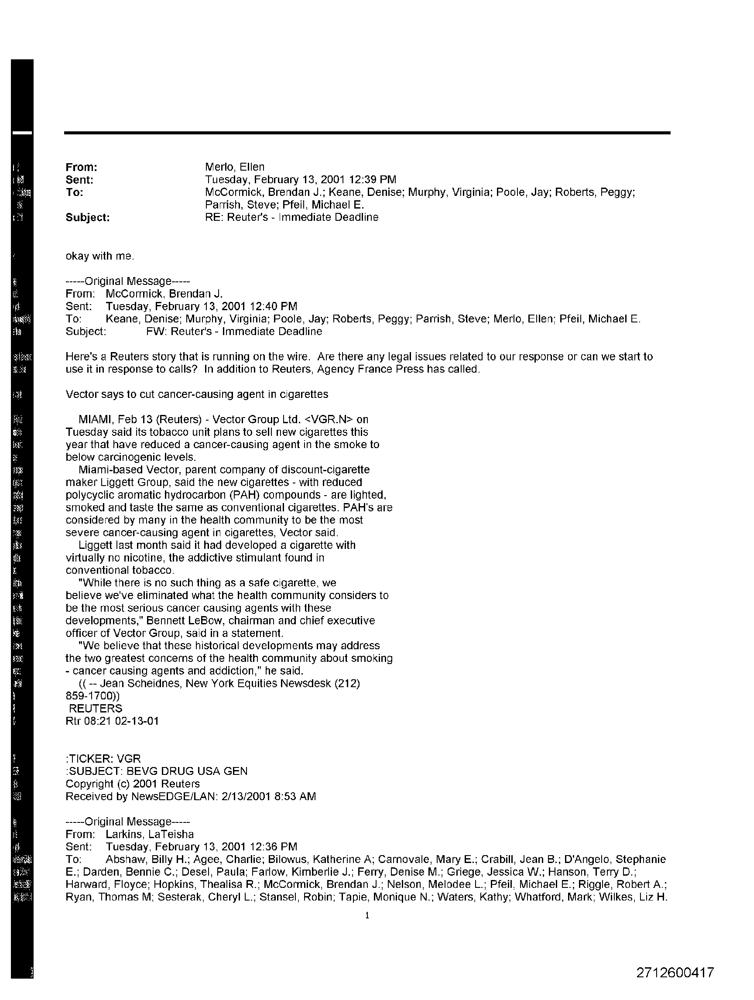 From: Merlo, Ellen
Sent: Tuesday, February 13, 2001 12:39 PM
To: McCormick, Brendan J.; Keane, Denise; Murphy, Virginia; Poole, Jay; Roberts, Peggy;
Parrish, Steve; Pfeil, Michael E.
Subject: RE: Reuter's - Immediate Deadline
okay with me.
-----Original Message-----
From: McCormick, Brendan J.
Sent: Tuesday, February 13, 2001 12:40 PM
To: Keane, Denise; Murphy, Virginia; Poole, Jay; Roberts, Peggy; Parrish, Steve; Merlo, Ellen; Pfeil, Michael E.
Subject: FW: Reuter's - Immediate Deadline
Here's a Reuters story that is running on the wire. Are there any legal issues related to our response or can we start to
use it in response to calls? In addition to Reuters, Agency France Press has called.
Vector says to cut cancer-causing agent in cigarettes
MIAMI, Feb 13 (Reuters) - Vector Group Ltd. <VGR.N> on
Tuesday said its tobacco unit plans to sell new cigarettes this
year that have reduced a cancer-causing agent in the smoke to
below carcinogenic levels.
Miami-based Vector, parent company of discount-cigarette
maker Liggett Group, said the new cigarettes - with reduced
polycyclic aromatic hydrocarbon (PAH) compounds - are lighted,
smoked and taste the same as conventional cigarettes. PAH's are
considered by many in the health community to be the most
severe cancer-causing agent in cigarettes, Vector said.
Liggett last month said it had developed a cigarette with
virtually no nicotine, the addictive stimulant found in
conventional tobacco.
"While there is no such thing as a safe cigarette, we
believe we've eliminated what the health community considers to
be the most serious cancer causing agents with these
developments," Bennett LeBow, chairman and chief executive
officer of Vector Group, said in a statement.
"We believe that these historical developments may address
the two greatest concerns of the health community about smoking
- cancer causing agents and addiction," he said.
(( -- Jean Scheidnes, New York Equities Newsdesk (212)
859-1700))
REUTERS
Rtr 08:21 02-13-01
:TICKER: VGR
:SUBJECT: BEVG DRUG USA GEN
Copyright (c) 2001 Reuters
Received by NewsEDGE/LAN: 2/13/2001 8:53 AM
-----Original Message-----
From: Larkins, LaTeisha
Sent: Tuesday, February 13, 2001 12:36 PM
To: Abshaw, Billy H.; Agee, Charlie; Bilowus, Katherine A; Carnovale, Mary E.; Crabill, Jean B.; D'Angelo, Stephanie
E.; Darden, Bennie C.; Desel, Paula; Farlow, Kimberlie J.; Ferry, Denise M.; Griege, Jessica W.; Hanson, Terry D.;
Harward, Floyce; Hopkins, Thealisa R.; McCormick, Brendan J.; Nelson, Melodee L.; Pfeil, Michael E.; Riggle, Robert A.;
Ryan, Thomas M; Sesterak, Cheryl L.; Stansel, Robin; Tapie, Monique N.; Waters, Kathy; Whatford, Mark; Wilkes, Liz H.
1
2712600417